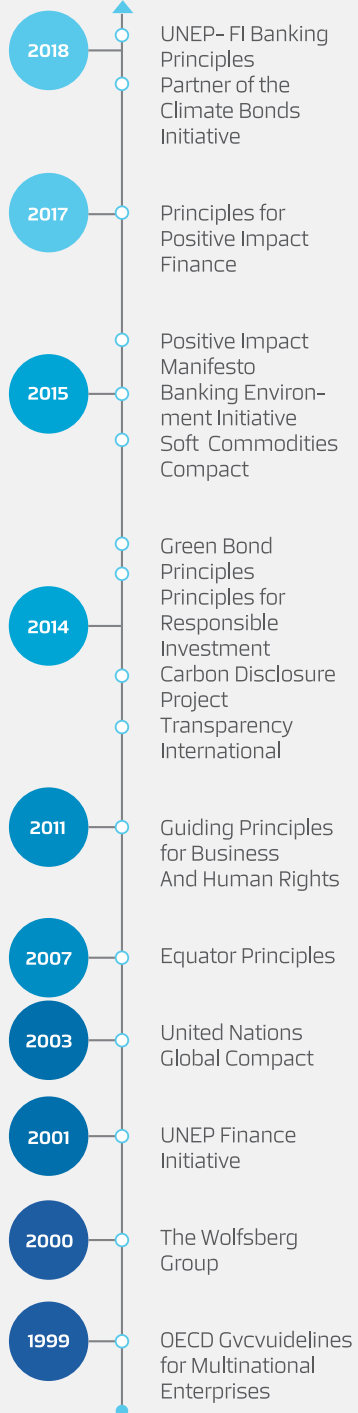 2018
UNEP- FI Banking
Principles
Partner of the
Climate Bonds
Initiative
2017
Principles for
Positive Impact
Finance
2015
Positive Impact
Manifesto
Banking Environ-
ment Initiative
Soft Commodities
Compact
2014
Green Bond
Principles
Principles for
Responsible
Investment
Carbon Disclosure
Project
Transparency
International
2011
Guiding Principles
for Business
And Human Rights
2007
Equator Principles
2003
United Nations
Global Compact
2001
UNEP Finance
Initiative
2000
The Wolfsberg
Group
1999
OECD Gvcvuidelines
for Multinational
Enterprises